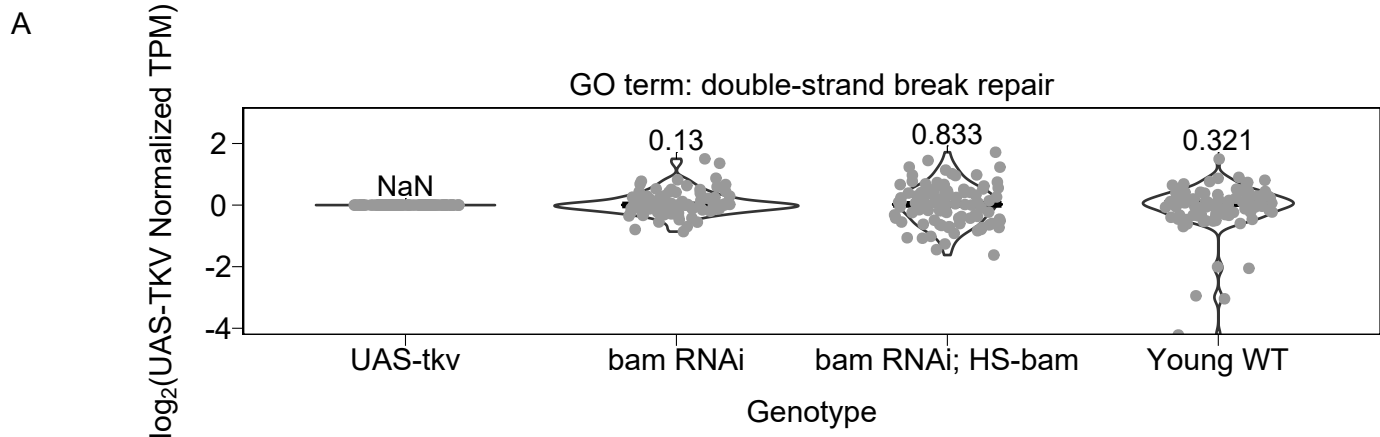 A
GO term: double-strand break repair
log₂(UAS-TKV Normalized TPM)
2
0
-2
-4
NaN
0.13
0.833
0.321
UAS-tkv
bam RNAi
bam RNAi; HS-bam
Young WT
Genotype